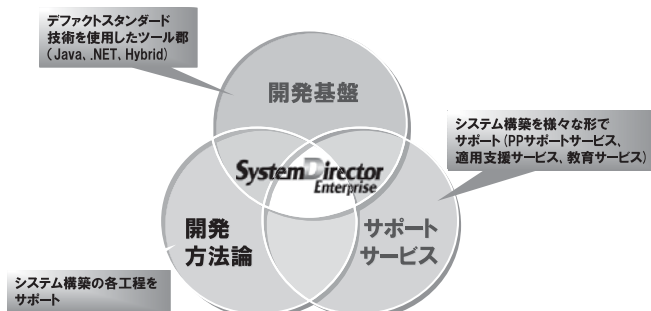 デファクトスタンダード
技術を使用したツール郡
(Java、.NET、Hybrid)
開発基盤
システム構築を様々な形で
サポート(PPサポートサービス、
適用支援サービス、教育サービス)
SystemDirector
Enterprise
開発
方法論
サポート
サービス
システム構築の各工程を
サポート